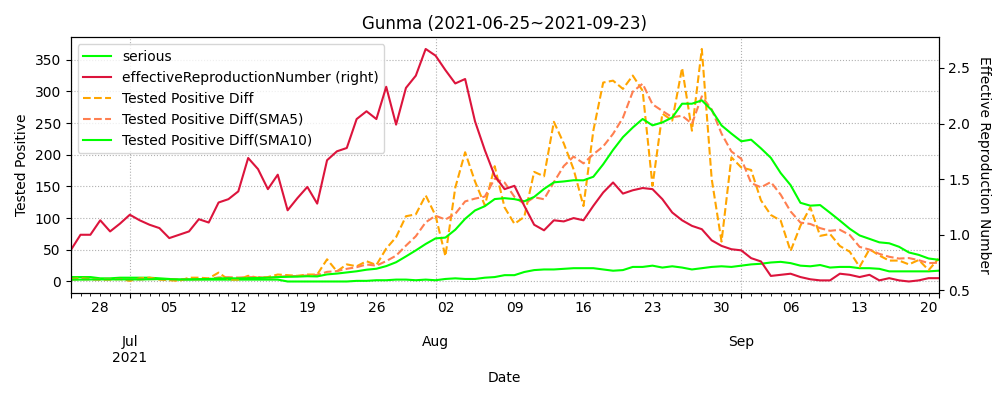 Gunma (2021-06-25~2021-09-23)
serious
effectiveReproductionNumber (right)
Tested Positive Diff
Tested Positive Diff(SMA5)
Tested Positive Diff(SMA10)
Tested Positive
350
300
250
200
150
100
50
0
2.5
2.0
1.5
1.0
0.5
Effective Reproduction Number
28 05 12 19 26 02 09 16 23 30 06 13 20
Jul Aug Sep
2021
Date